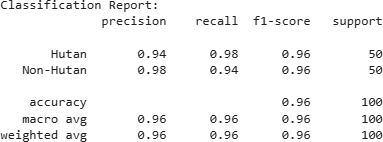 Classification Report:
precision recall f1-score support
Hutan 0.94 0.98 0.96 50
Non-Hutan 0.98 0.94 0.96 50
accuracy 0.96 100
macro avg 0.96 0.96 0.96 100
weighted avg 0.96 0.96 0.96 100